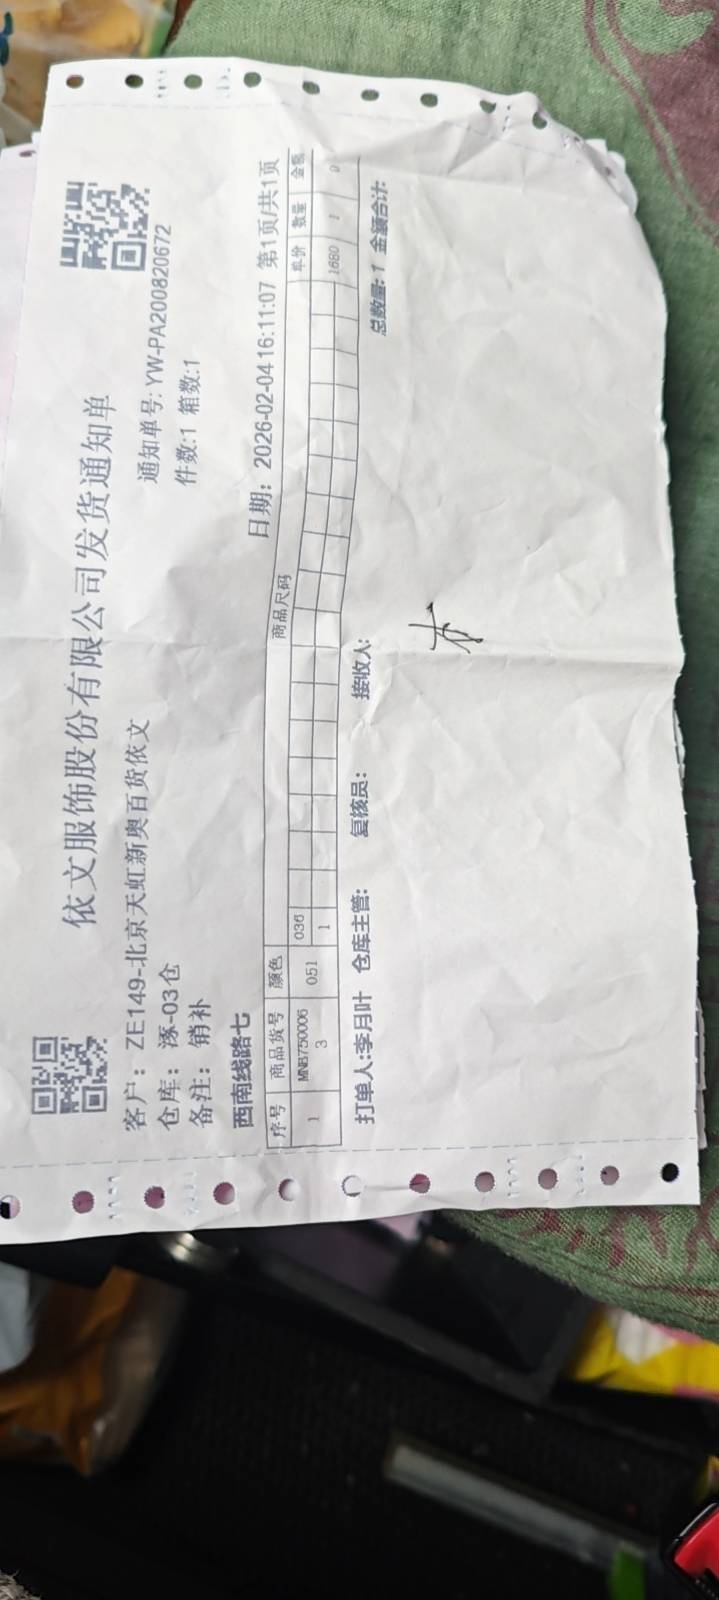 依文服饰股份有限公司发货通知单
客户：ZE149-北京天虹新奥百货依文
通知单号:YW-PA200820672
仓库：涿-03仓
件数:1 箱数:1
备注：销补
西南线路七
日期：2026-02-04 16:11:07 第1页/共1页
序号 商品货号 颜色 商品尺码 单价 数量 金额
036
1 MNB750006 3 051 1 1680 1 0
总数量:1 金额合计:
打单人:李月叶 仓库主管: 复核员: 接收人: